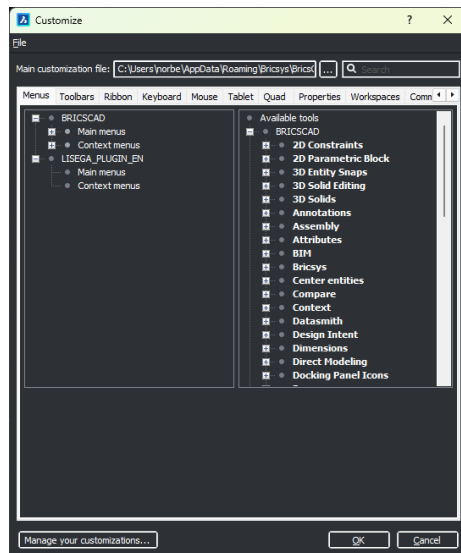 Customize
?
File
Main customization file: C:\Users\norbe\AppData\Roaming\Bricsys\Brics
...
Search
Menus Toolbars Ribbon Keyboard Mouse Tablet Quad Properties Workspaces Comm
BRICSCAD
Main menus
Context menus
LISEGA_PLUGIN_EN
Main menus
Context menus
Available tools
BRICSCAD
2D Constraints
2D Parametric Block
3D Entity Snaps
3D Solid Editing
3D Solids
Annotations
Assembly
Attributes
BIM
Bricsys
Center entities
Compare
Context
Datasmith
Design Intent
Dimensions
Direct Modeling
Docking Panel Icons
Manage your customizations...
OK
Cancel